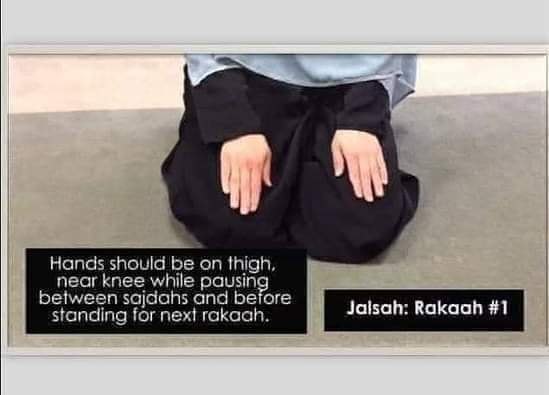 Hands should be on thigh,
near knee while pausing
between sajdahs and before
standing for next rakaah.
Jalsah: Rakaah #1